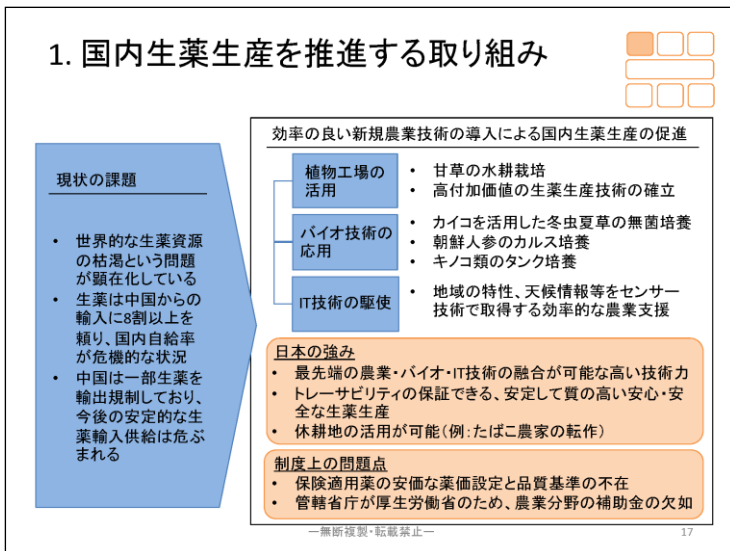 1. 国内生薬生産を推進する取り組み
現状の課題
• 世界的な生薬資源
の枯渇という問題
が顕在化している
• 生薬は中国からの
輸入に8割以上を
頼り、国内自給率
が危機的な状況
• 中国は一部生薬を
輸出規制しており、
今後の安定的な生
薬輸入供給は危ぶ
まれる
効率の良い新規農業技術の導入による国内生薬生産の促進
植物工場の
活用
• 甘草の水耕栽培
• 高付加価値の生薬生産技術の確立
バイオ技術の
応用
• カイコを活用した冬虫夏草の無菌培養
• 朝鮮人参のカルス培養
• キノコ類のタンク培養
IT技術の駆使
• 地域の特性、天候情報等をセンサー
技術で取得する効率的な農業支援
日本の強み
• 最先端の農業・バイオ・IT技術の融合が可能な高い技術力
• トレーサビリティの保証できる、安定して質の高い安心・安
全な生薬生産
• 休耕地の活用が可能(例:たばこ農家の転作)
制度上の問題点
• 保険適用薬の安価な薬価設定と品質基準の不在
• 管轄省庁が厚生労働省のため、農業分野の補助金の欠如
―無断複製・転載禁止―
17